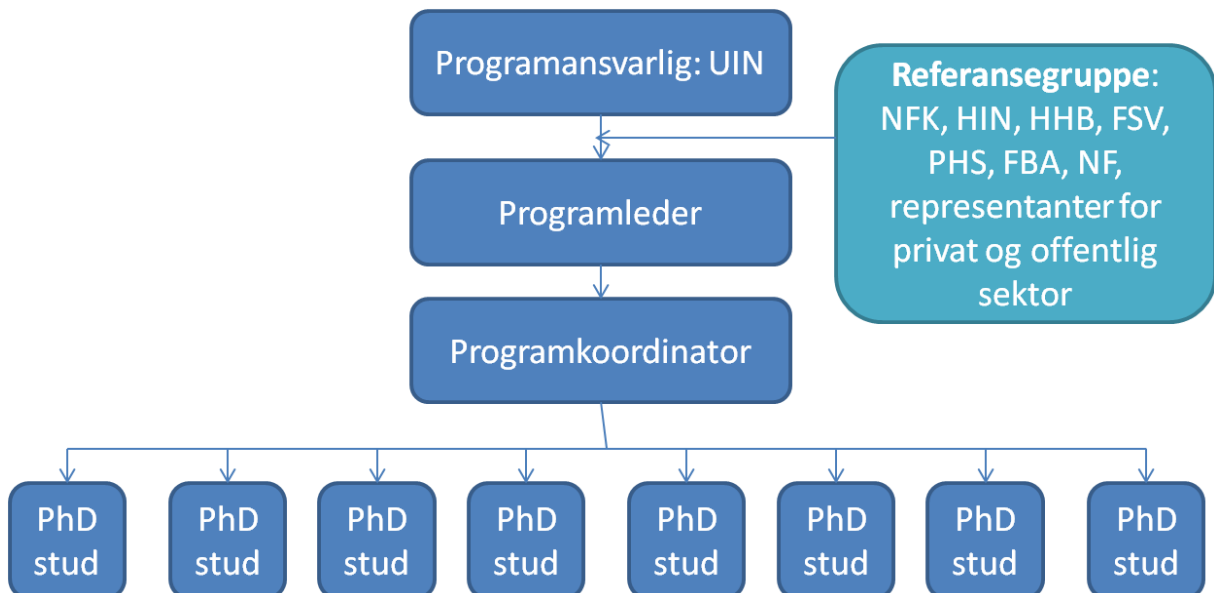 Programansvarlig: UIN
Referansegruppe:
NFK, HIN, HHB, FSV,
PHS, FBA, NF,
representanter for
privat og offentlig
sektor
Programleder
Programkoordinator
PhD
stud
PhD
stud
PhD
stud
PhD
stud
PhD
stud
PhD
stud
PhD
stud
PhD
stud